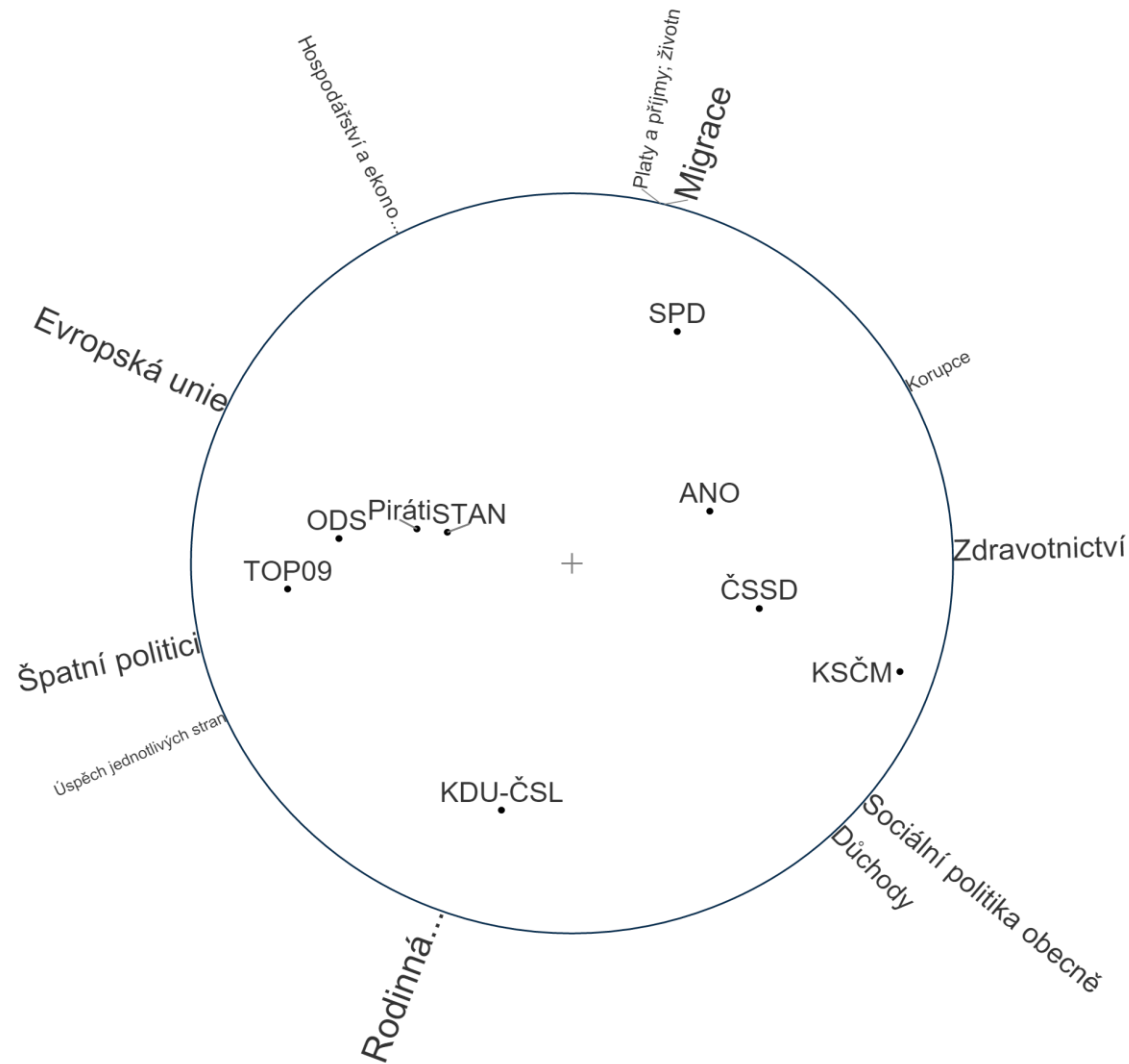 Hospodářství a ekono...
Platy a příjmy; životn
Migrace
SPD
Evropská unie
Korupce
ANO
Piráti
STAN
ODS
Zdravotnictví
TOP09
ČSSD
Špatní politici
KSČM
Úspěch jednotlivých stran
KDU-ČSL
Sociální politika obecně
Důchody
Rodinná...